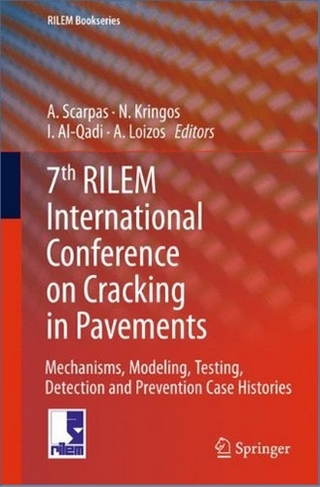 RILEM Bookseries
A. Scarpas · N. Kringos
I. Al-Qadi · A. Loizos Editors
7th RILEM
International
Conference
on Cracking
in Pavements
Mechanisms, Modeling, Testing,
Detection and Prevention Case Histories
rilem
Springer